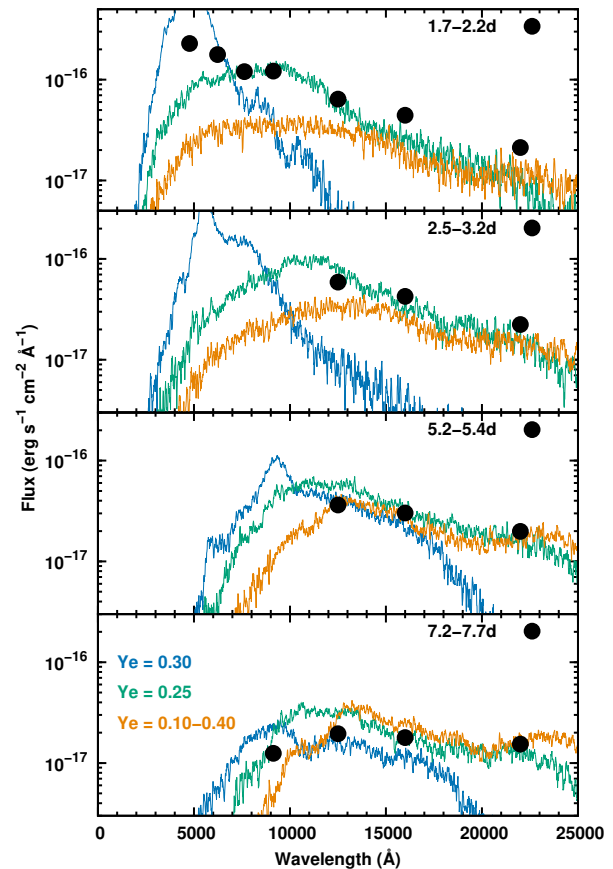 1.7−2.2d
10⁻¹⁶
10⁻¹⁷
2.5−3.2d
10⁻¹⁶
10⁻¹⁷
Flux (erg s⁻¹ cm⁻² Å⁻¹)
5.2−5.4d
10⁻¹⁶
10⁻¹⁷
7.2−7.7d
10⁻¹⁶
Ye = 0.30
Ye = 0.25
Ye = 0.10−0.40
10⁻¹⁷
0 5000 10000 15000 20000 25000
Wavelength (Å)